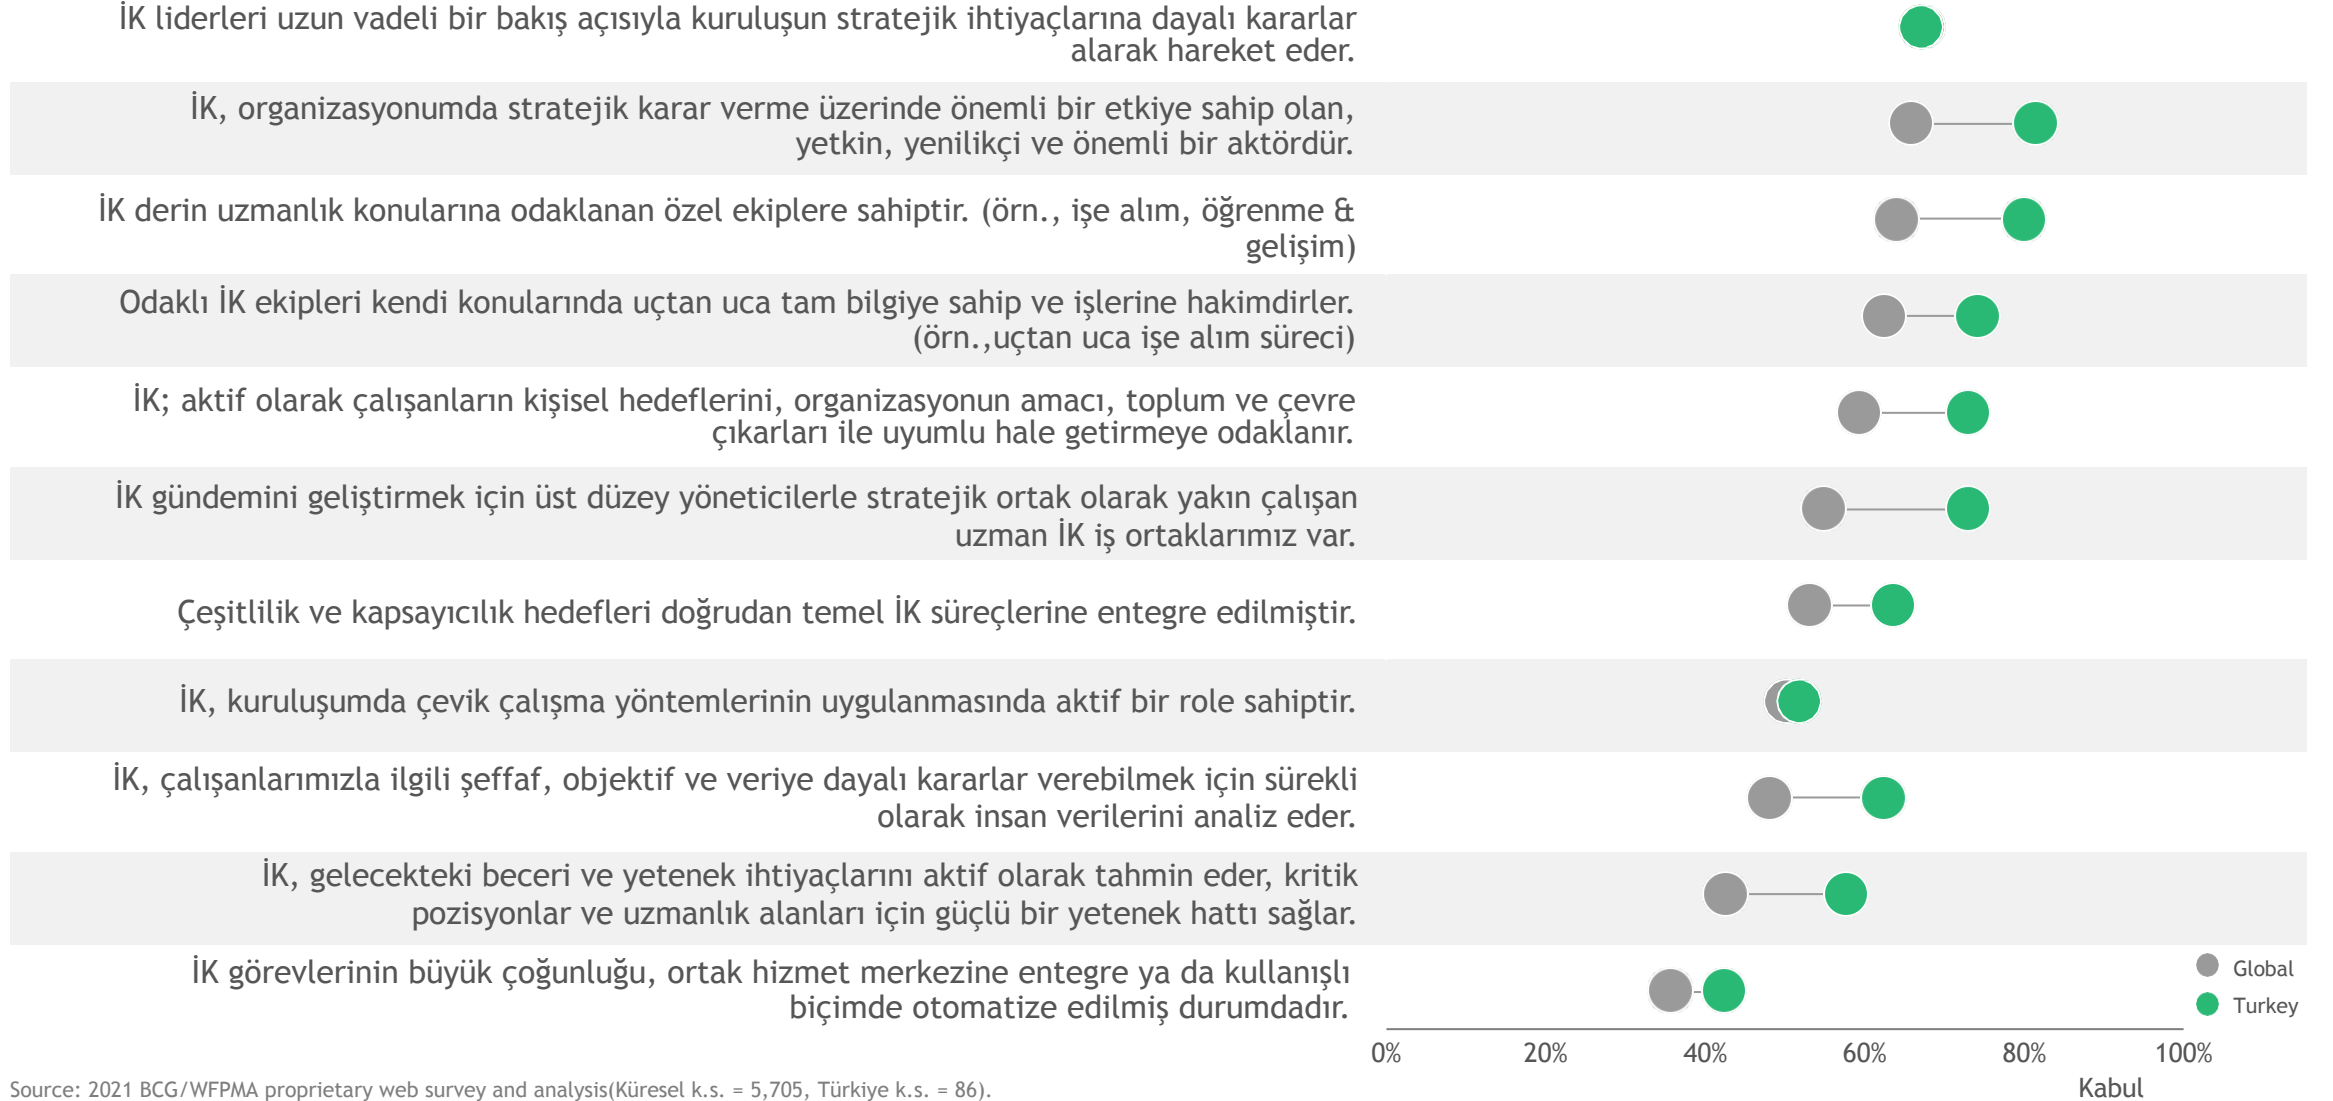 İK liderleri uzun vadeli bir bakış açısıyla kuruluşun stratejik ihtiyaçlarına dayalı kararlar
alarak hareket eder.
İK, organizasyonumda stratejik karar verme üzerinde önemli bir etkiye sahip olan,
yetkin, yenilikçi ve önemli bir aktördür.
İK derin uzmanlık konularına odaklanan özel ekiplere sahiptir. (örn., işe alım, öğrenme &
gelişim)
Odaklı İK ekipleri kendi konularında uçtan uca tam bilgiye sahip ve işlerine hakimdirler.
(örn.,uçtan uca işe alım süreci)
İK; aktif olarak çalışanların kişisel hedeflerini, organizasyonun amacı, toplum ve çevre
çıkarları ile uyumlu hale getirmeye odaklanır.
İK gündemini geliştirmek için üst düzey yöneticilerle stratejik ortak olarak yakın çalışan
uzman İK iş ortaklarımız var.
Çeşitlilik ve kapsayıcılık hedefleri doğrudan temel İK süreçlerine entegre edilmiştir.
İK, kuruluşumda çevik çalışma yöntemlerinin uygulanmasında aktif bir role sahiptir.
İK, çalışanlarımızla ilgili şeffaf, objektif ve veriye dayalı kararlar verebilmek için sürekli
olarak insan verilerini analiz eder.
İK, gelecekteki beceri ve yetenek ihtiyaçlarını aktif olarak tahmin eder, kritik
pozisyonlar ve uzmanlık alanları için güçlü bir yetenek hattı sağlar.
İK görevlerinin büyük çoğunluğu, ortak hizmet merkezine entegre ya da kullanışlı
biçimde otomatize edilmiş durumdadır.
Global
Turkey
0% 20% 40% 60% 80% 100%
Kabul
Source: 2021 BCG/WFPMA proprietary web survey and analysis(Küresel k.s. = 5,705, Türkiye k.s. = 86).